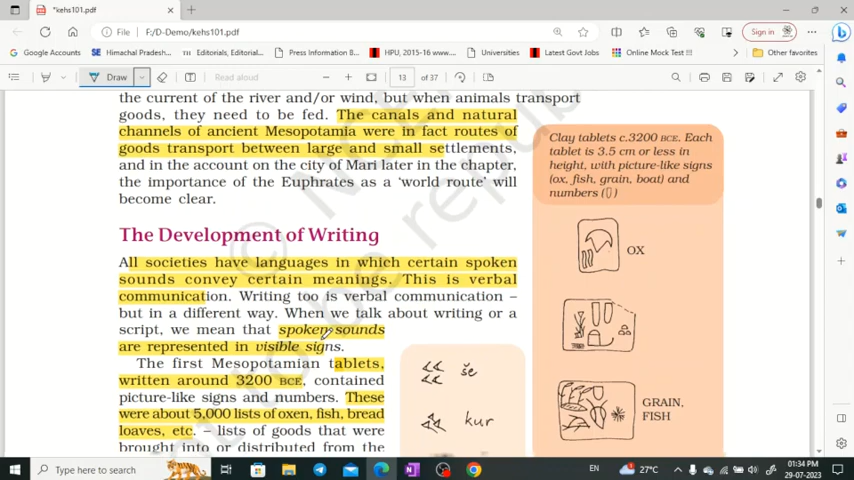 *kehs101.pdf
File
F:/D-Demo/kehs101.pdf
Sign in
Google Accounts
Himachal Pradesh...
Editorials, Editorial...
Press Information B...
HPU, 2015-16 www....
Universities
Latest Govt Jobs
Online Mock Test !!!
Other favorites
Draw
Read aloud
13 of 37
the current of the river and/or wind, but when animals transport
goods, they need to be fed. The canals and natural
channels of ancient Mesopotamia were in fact routes of
goods transport between large and small settlements,
and in the account on the city of Mari later in the chapter,
the importance of the Euphrates as a 'world route' will
become clear.
The Development of Writing
All societies have languages in which certain spoken
sounds convey certain meanings. This is verbal
communication. Writing too is verbal communication –
but in a different way. When we talk about writing or a
script, we mean that spoken sounds
are represented in visible signs.
The first Mesopotamian tablets,
written around 3200 BCE, contained
picture-like signs and numbers. These
were about 5,000 lists of oxen, fish, bread
loaves, etc. – lists of goods that were
brought into or distributed from the
še
kur
Clay tablets c.3200 BCE. Each
tablet is 3.5 cm or less in
height, with picture-like signs
(ox, fish, grain, boat) and
numbers ( )
OX
GRAIN,
FISH
Type here to search
EN
27°C
01:34 PM
29-07-2023